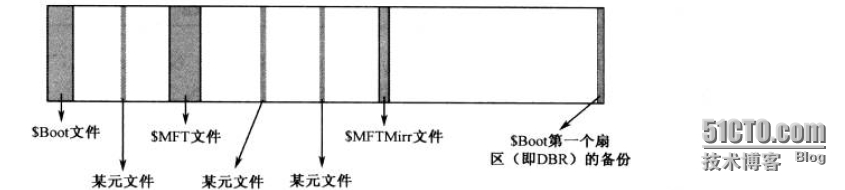 $Boot文件
$MFT文件
$MFTMirr文件
$Boot第一个扇
区（即DBR）的备份
某元文件
某元文件
某元文件
51CTO.com
技术博客 Blog